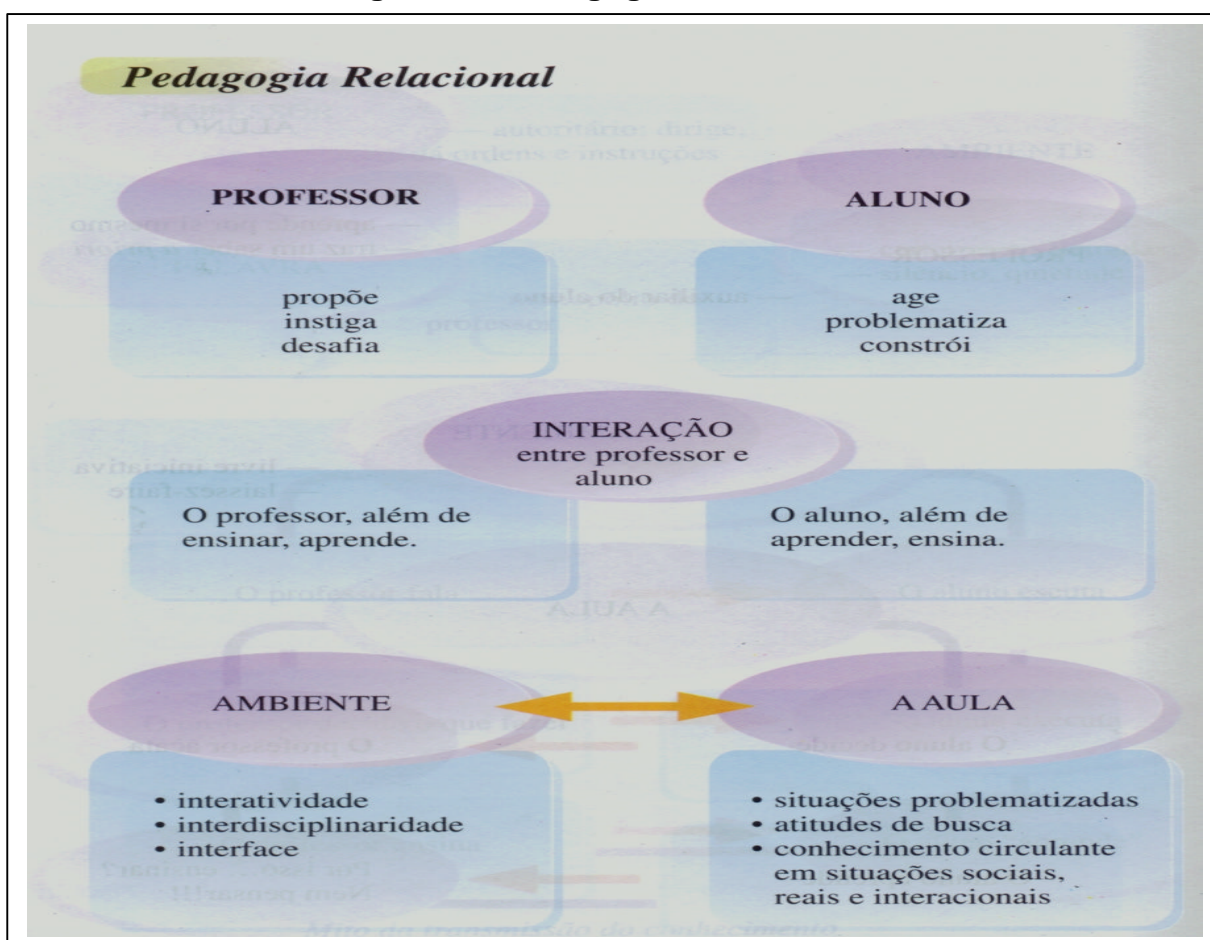 Pedagogia Relacional
PROFESSOR
propõe
instiga
desafia
ALUNO
age
problematiza
constrói
INTERAÇÃO
entre professor e
aluno
O professor, além de
ensinar, aprende.
O aluno, além de
aprender, ensina.
AMBIENTE
• interatividade
• interdisciplinaridade
• interface
A AULA
• situações problematizadas
• atitudes de busca
• conhecimento circulante
em situações sociais,
reais e interacionais